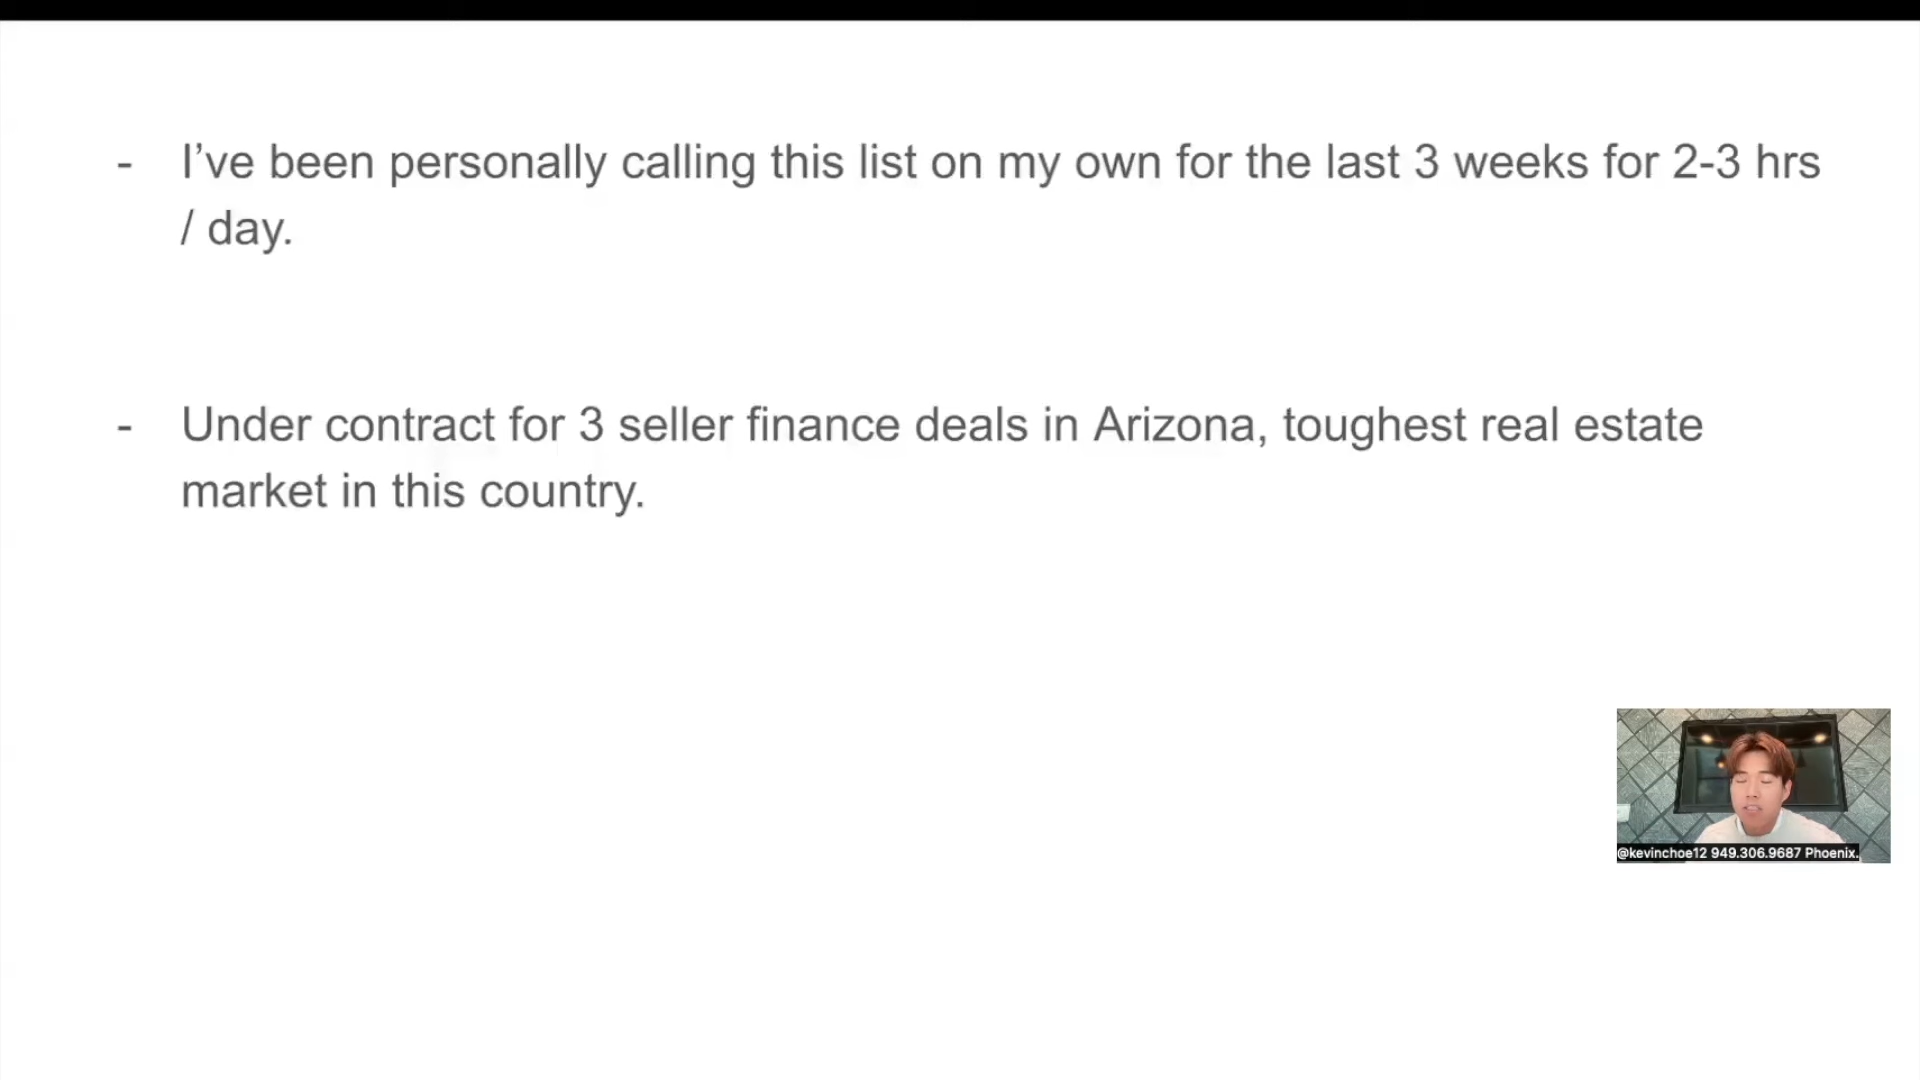 - I’ve been personally calling this list on my own for the last 3 weeks for 2-3 hrs
/ day.
- Under contract for 3 seller finance deals in Arizona, toughest real estate
market in this country.
@kevinchoe12 949.306.9687 Phoenix.